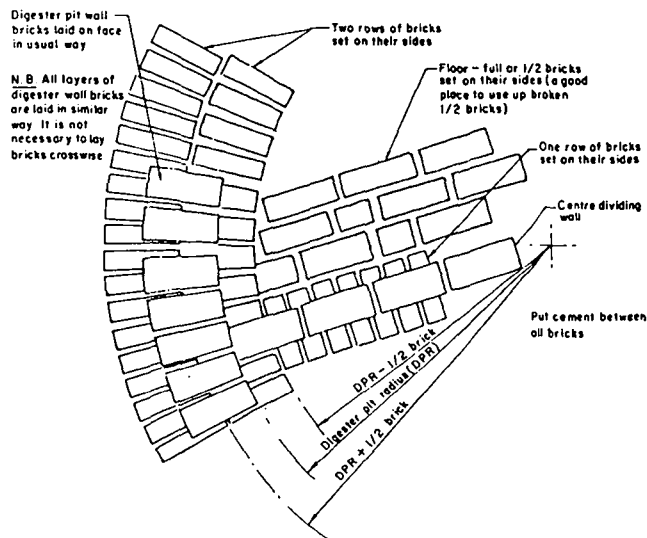 Digester pit wall
bricks laid on face
in usual way
N.B. All layers of
digester wall bricks
are laid in similar
way. It is not
necessary to lay
bricks crosswise
Two rows of bricks
set on their sides
Floor - full or 1/2 bricks
set on their sides (a good
place to use up broken
1/2 bricks)
One row of bricks
set on their sides
Centre dividing
wall
Put cement between
all bricks
DPR - 1/2 brick
Digester pit radius (DPR)
DPR + 1/2 brick